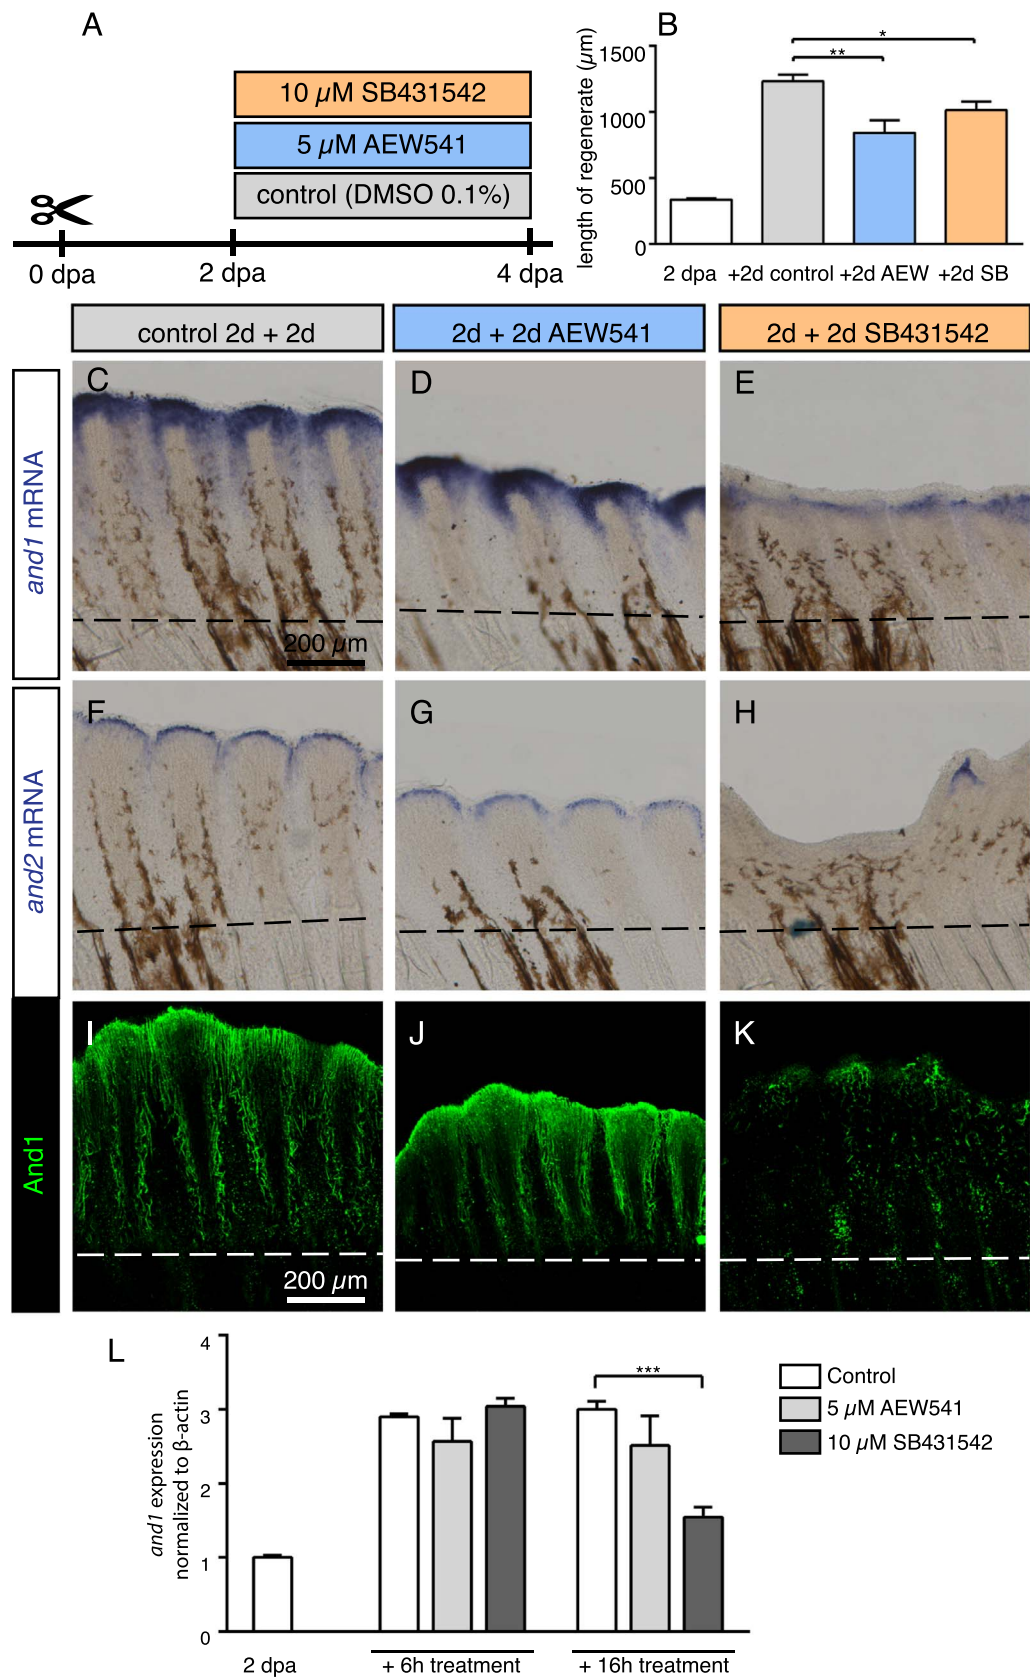 A
10 µM SB431542
5 µM AEW541
control (DMSO 0.1%)
0 dpa
2 dpa
4 dpa
B
length of regenerate (µm)
1500
1000
500
0
*
**
2 dpa
+2d control
+2d AEW
+2d SB
control 2d + 2d
2d + 2d AEW541
2d + 2d SB431542
and1 mRNA
C
200 µm
D
E
and2 mRNA
F
G
H
And1
I
200 µm
J
K
L
and1 expression
normalized to β-actin
4
3
2
1
0
***
2 dpa
+ 6h treatment
+ 16h treatment
Control
5 µM AEW541
10 µM SB431542